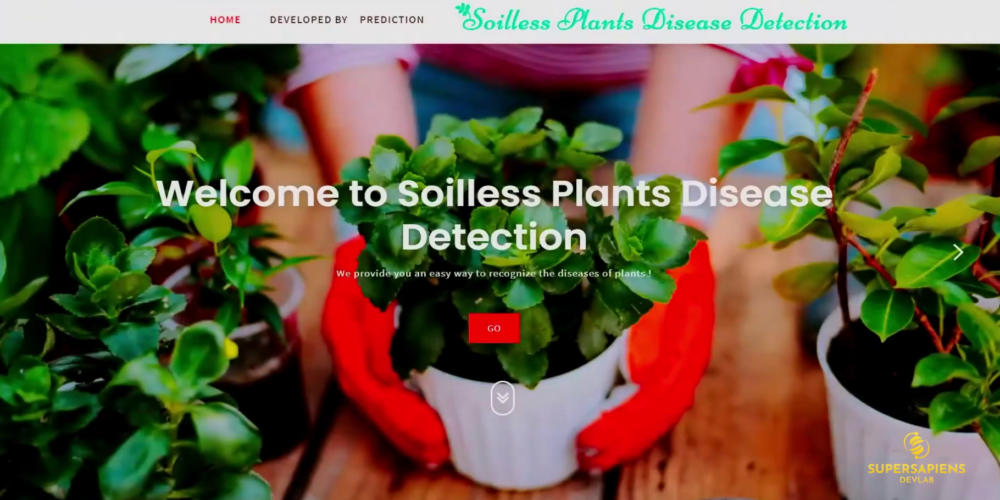 HOME DEVELOPED BY PREDICTION Soilless Plants Disease Detection
Welcome to Soilless Plants Disease
Detection
We provide you an easy way to recognize the diseases of plants !
GO
SUPERSAPIENS
DEVLAB